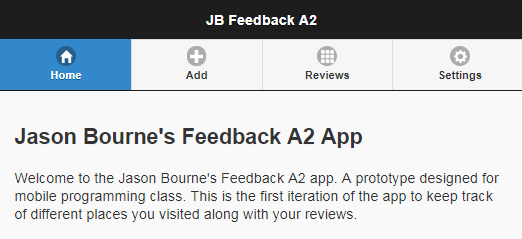 JB Feedback A2
Home Add Reviews Settings
Jason Bourne's Feedback A2 App
Welcome to the Jason Bourne's Feedback A2 app. A prototype designed for
mobile programming class. This is the first iteration of the app to keep track
of different places you visited along with your reviews.